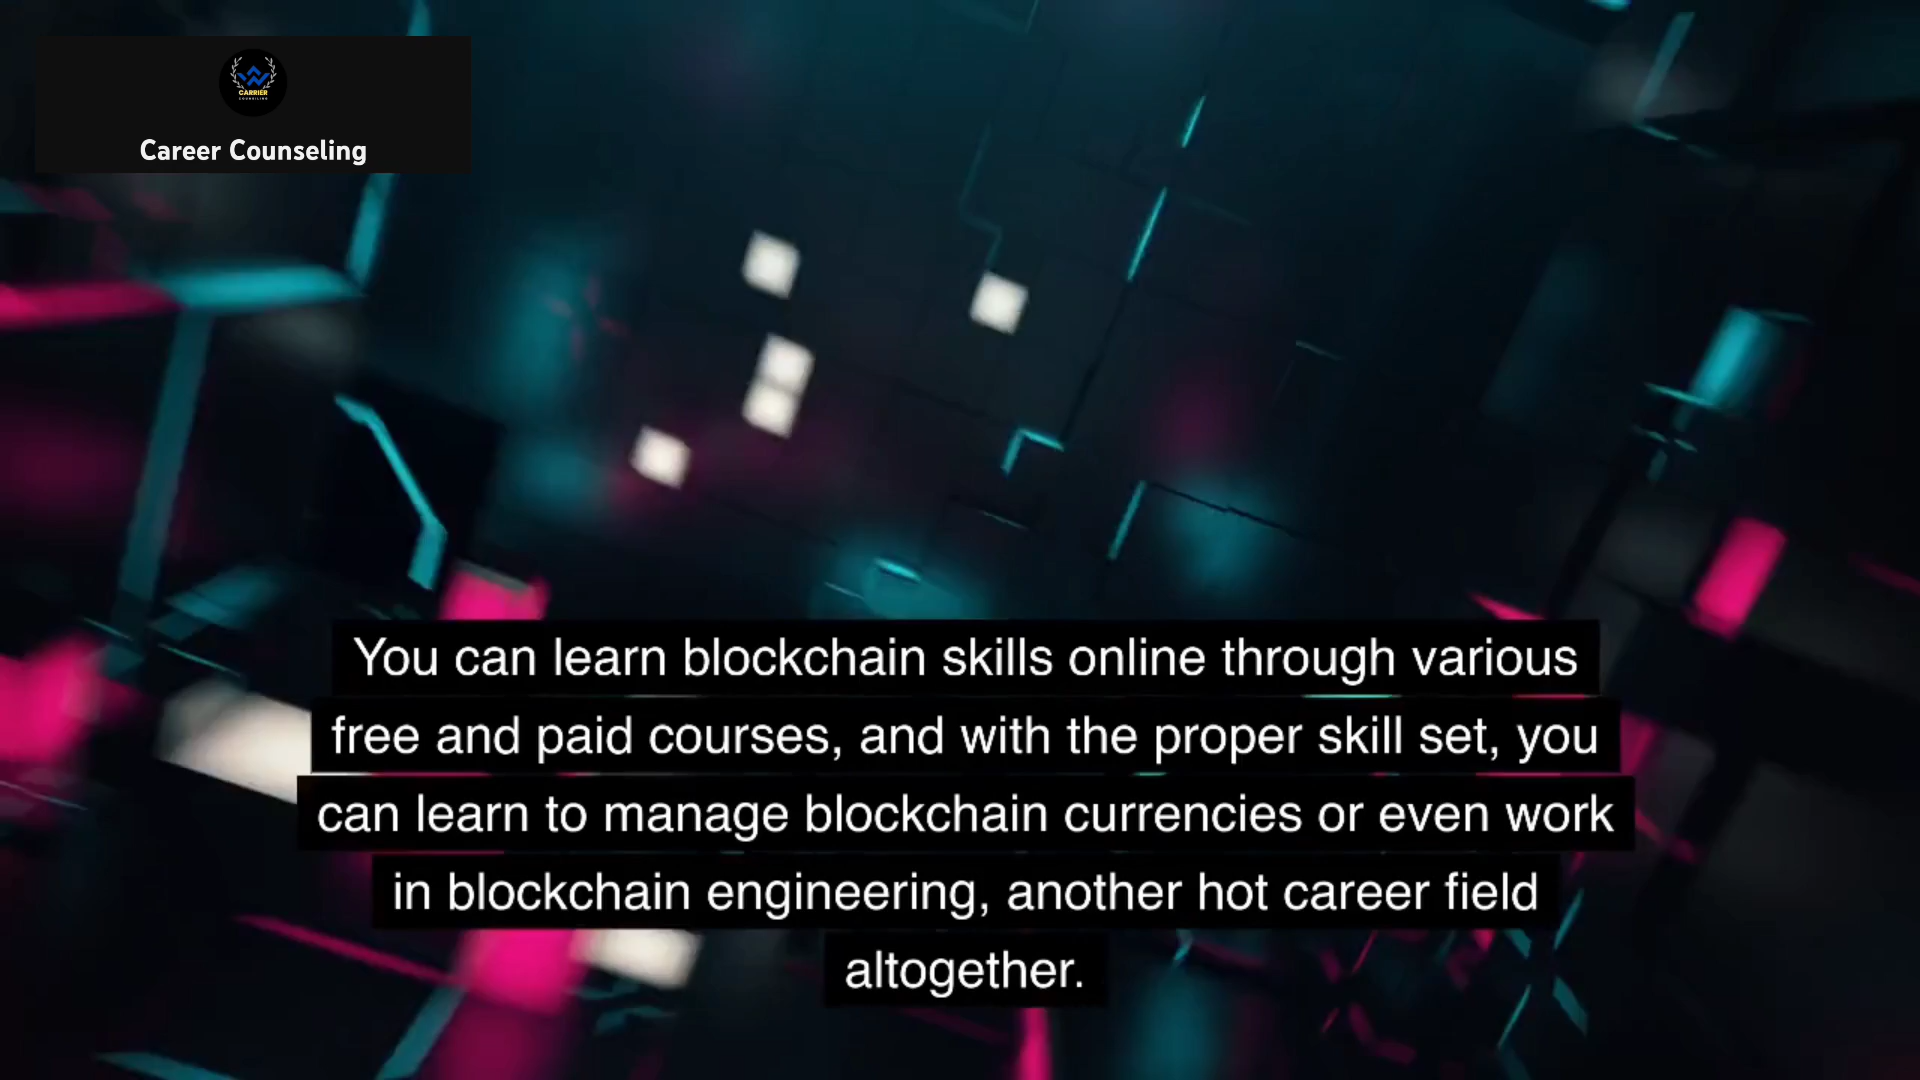 CARRIER
COUNSILING
Career Counseling
You can learn blockchain skills online through various
free and paid courses, and with the proper skill set, you
can learn to manage blockchain currencies or even work
in blockchain engineering, another hot career field
altogether.